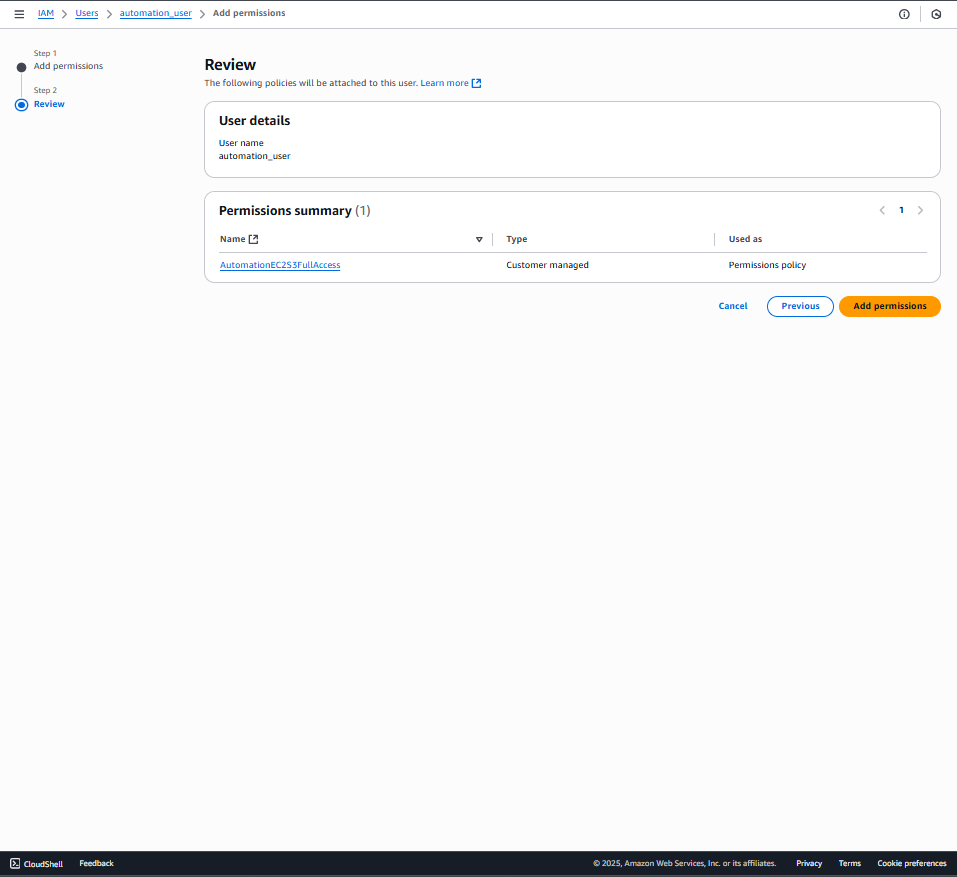 IAM > Users > automation_user > Add permissions
Step 1
Add permissions
Step 2
Review
Review
The following policies will be attached to this user. Learn more
User details
User name
automation_user
Permissions summary (1)
1
Name Type Used as
AutomationEC2S3FullAccess Customer managed Permissions policy
Cancel Previous Add permissions
CloudShell Feedback © 2025, Amazon Web Services, Inc. or its affiliates. Privacy Terms Cookie preferences